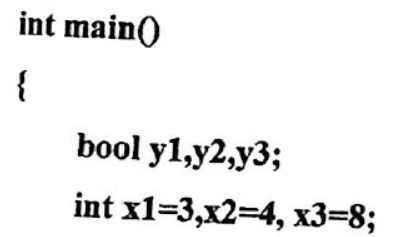 int main()
{
bool y1,y2,y3;
int x1=3,x2=4, x3=8;